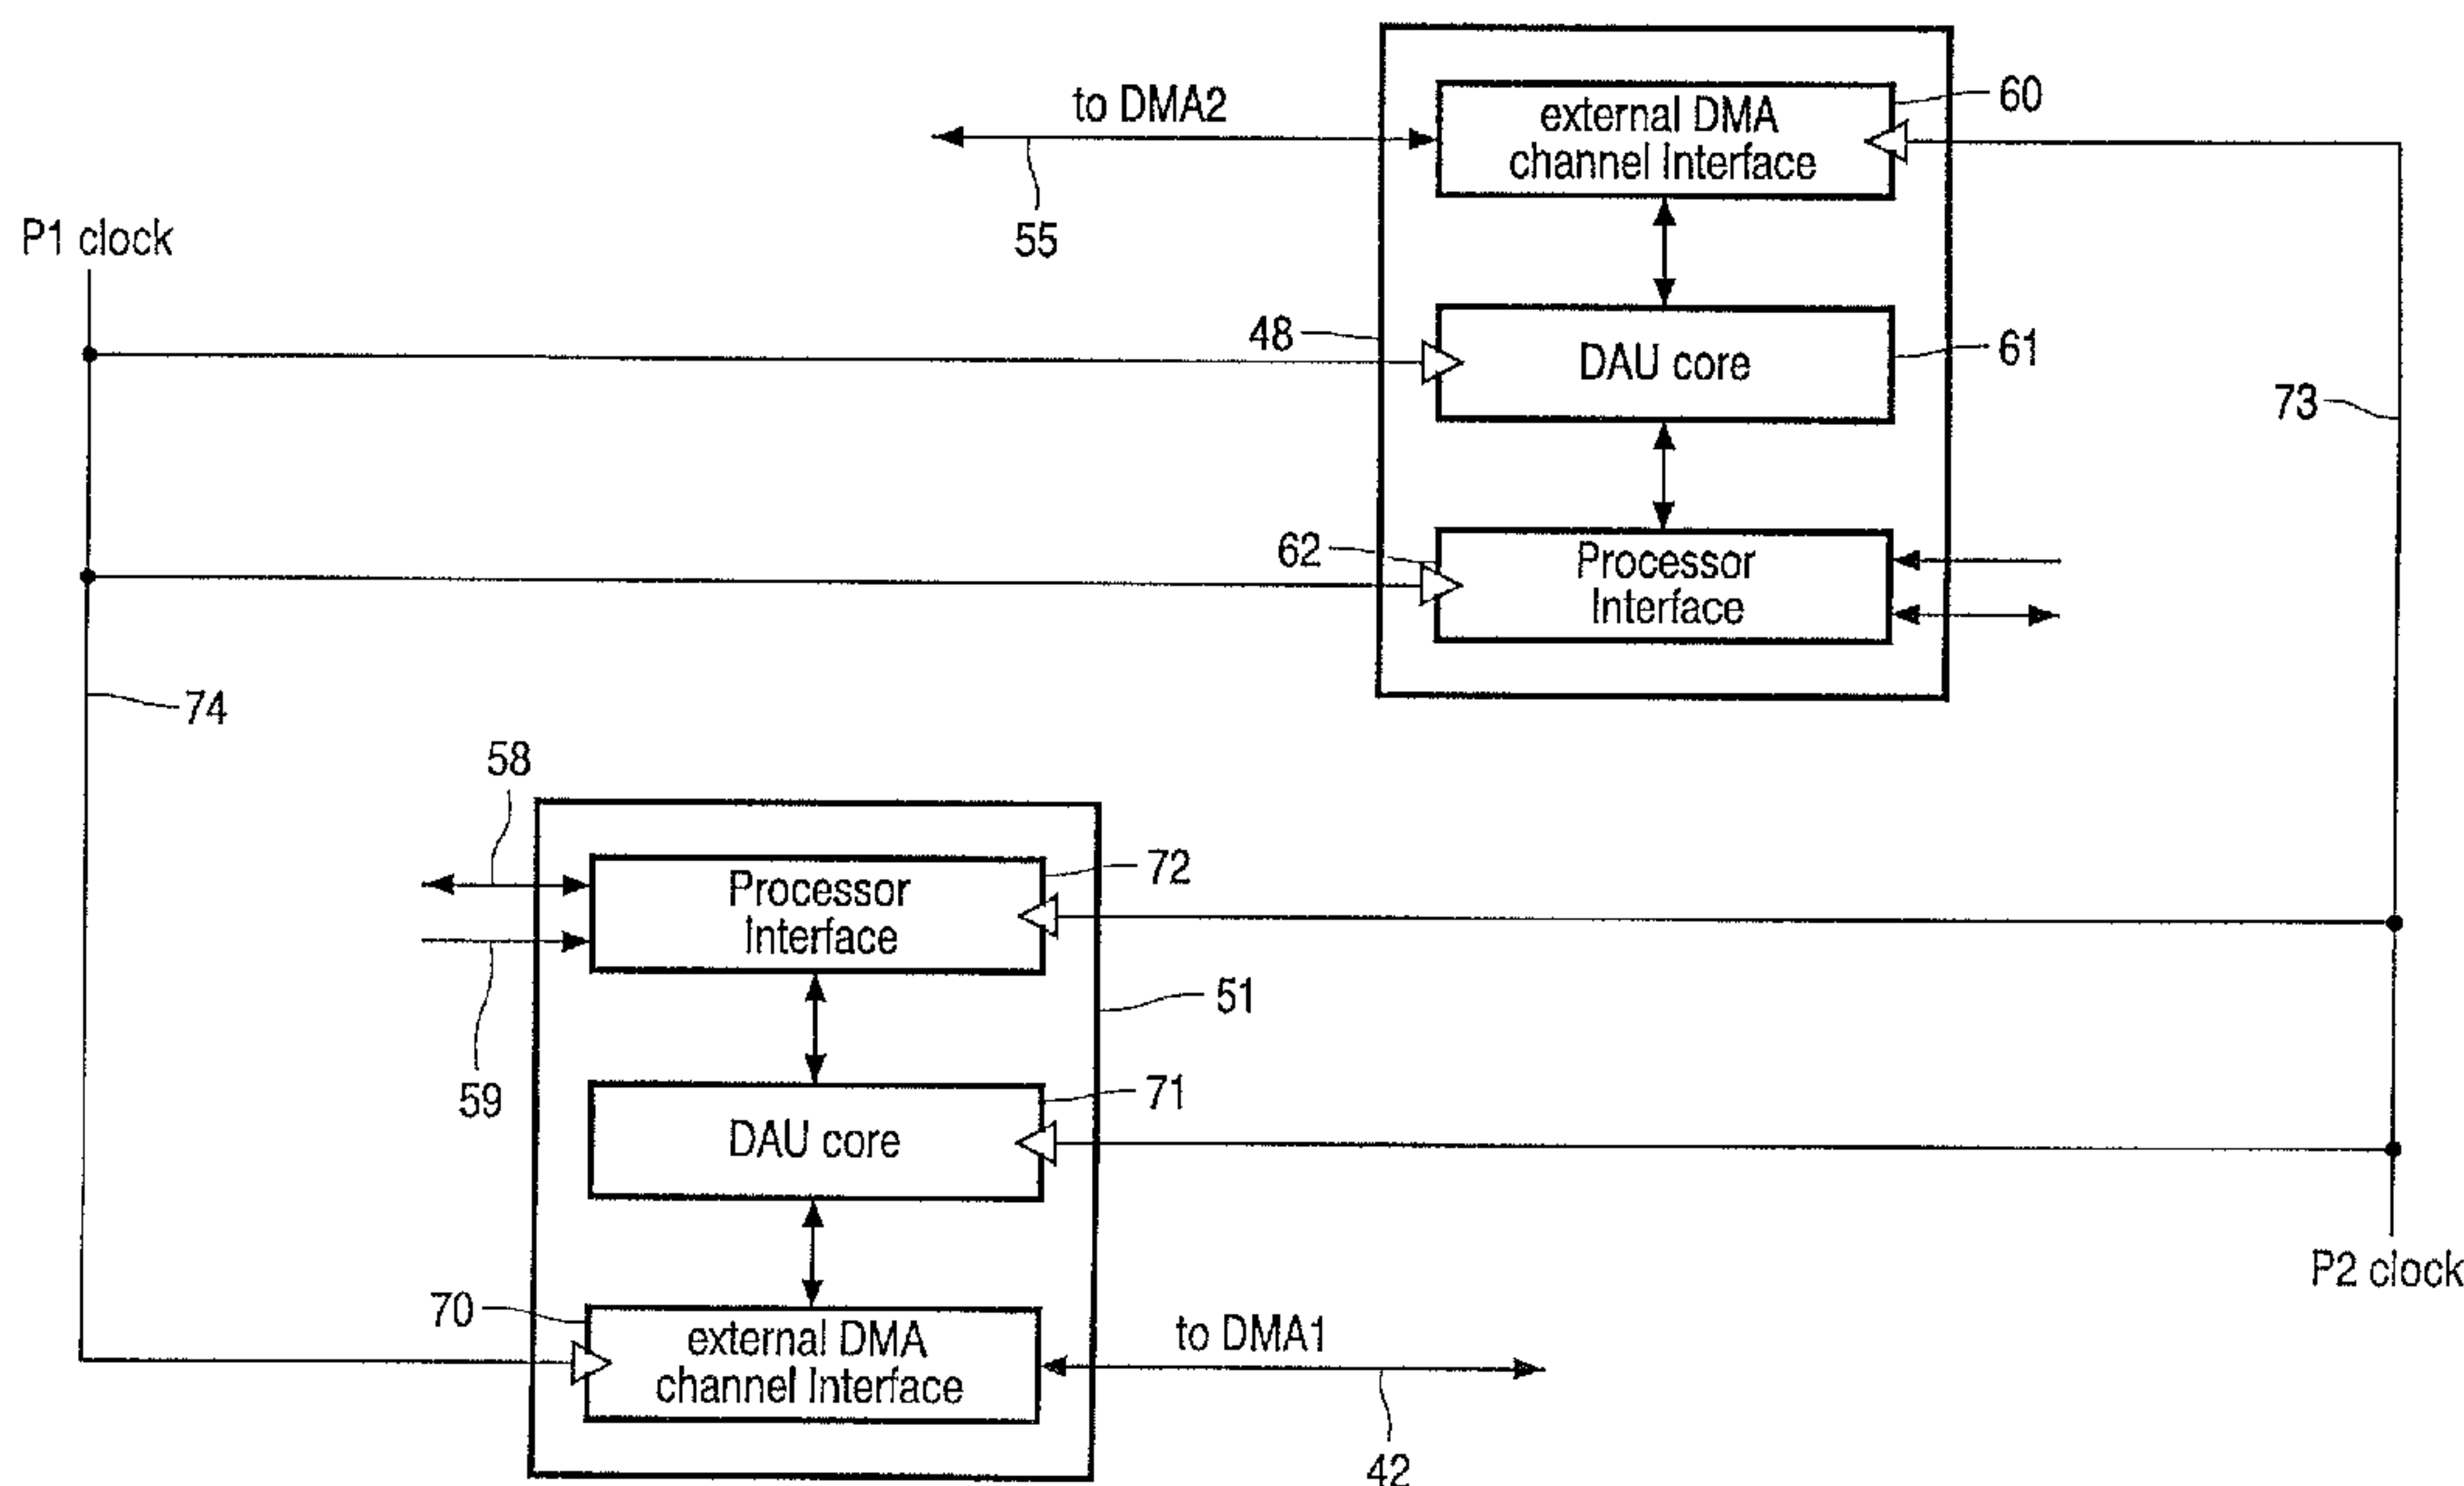 to DMA2
external DMA
channel Interface
60
55
P1 clock
48
DAU core
61
73
62
Processor
Interface
74
58
Processor
Interface
72
51
59
71
DAU core
P2 clock
70
external DMA
channel Interface
to DMA1
42